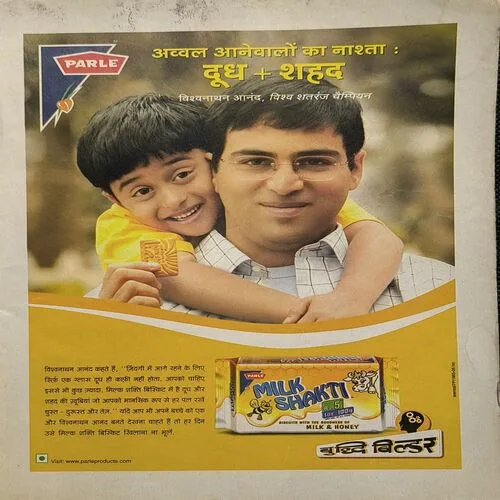 PARLE
अव्वल आनेवालों का नाश्ता :
दूध + शहद
विश्वनाथन आनंद, विश्व शतरंज चैम्पियन
विश्वनाथन आनंद कहते हैं, "ज़िंदगी में आगे रहने के लिए
सिर्फ़ एक ग्लास दूध ही काफ़ी नहीं होता. आपको चाहिए
इससे भी कुछ ज़्यादा. मिल्क शक्ति बिस्किट में है दूध और
शहद की खूबियां जो आपको मानसिक रूप से हर पल रखें
चुस्त - दुरूस्त और तेज़." यदि आप भी अपने बच्चे को एक
और विश्वनाथन आनंद बनते देखना चाहते हैं तो हर दिन
उसे मिल्क शक्ति बिस्किट खिलाना ना भूलें.
PARLE
MILK
SHAKTI
5
for 100g
BISCUITS WITH THE GOODNESS OF
MILK & HONEY
बुद्धि बिल्डर
Visit: www.parleproducts.com